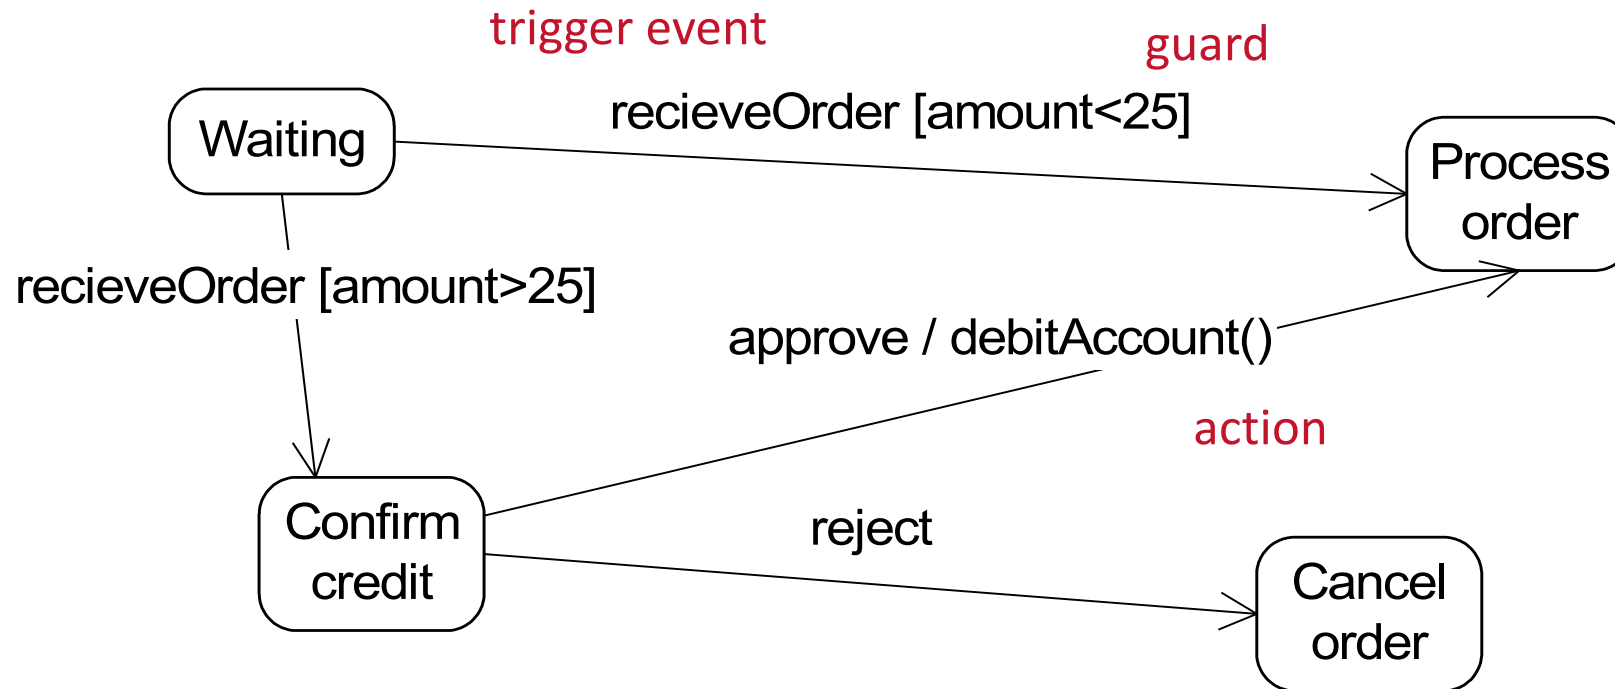 trigger event
guard
recieveOrder [amount<25]
Waiting
Process
order
recieveOrder [amount>25]
approve / debitAccount()
action
Confirm
credit
reject
Cancel
order